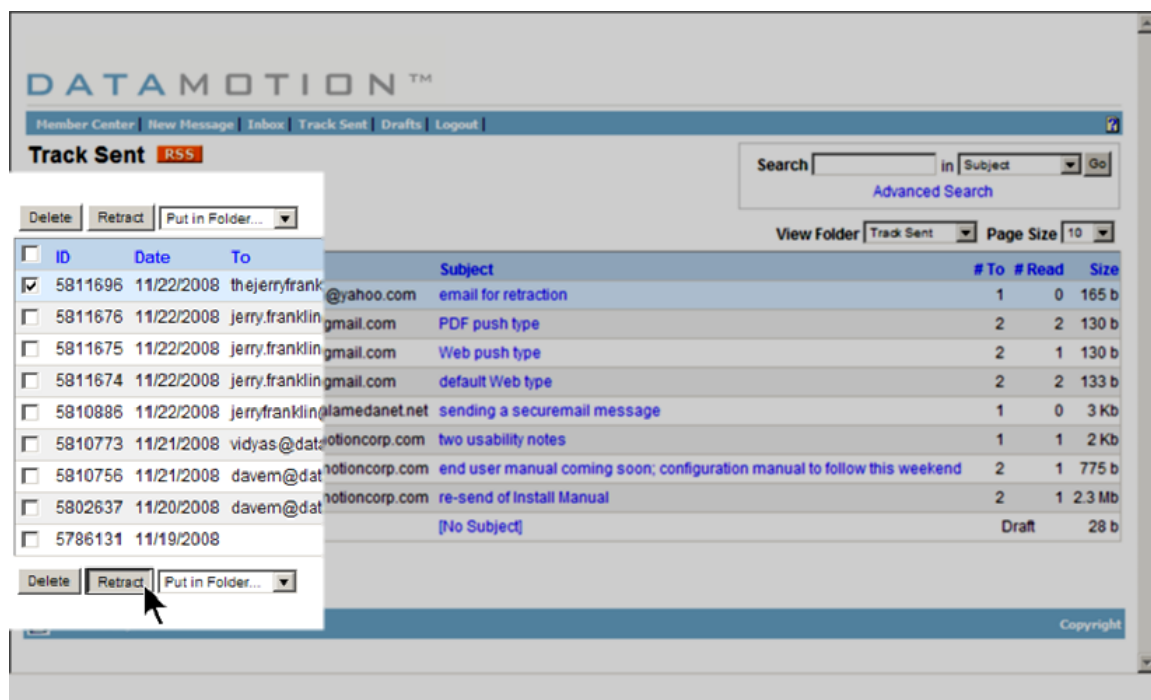 DATAMOTION™
Member Center | New Message | Inbox | Track Sent | Drafts | Logout |
Track Sent RSS
Search in Subject Go
Advanced Search
Delete Retract Put in Folder...
View Folder Track Sent Page Size 10
ID Date To Subject # To # Read Size
5811696 11/22/2008 thejerryfrank @yahoo.com email for retraction 1 0 165 b
5811676 11/22/2008 jerry.franklin gmail.com PDF push type 2 2 130 b
5811675 11/22/2008 jerry.franklin gmail.com Web push type 2 1 130 b
5811674 11/22/2008 jerry.franklin gmail.com default Web type 2 2 133 b
5810886 11/22/2008 jerryfranklin@lamedanet.net sending a securemail message 1 0 3 Kb
5810773 11/21/2008 vidyas@data otioncorp.com two usability notes 1 1 2 Kb
5810756 11/21/2008 davem@dat notioncorp.com end user manual coming soon; configuration manual to follow this weekend 2 1 775 b
5802637 11/20/2008 davem@dat notioncorp.com re-send of Install Manual 2 1 2.3 Mb
5786131 11/19/2008 [No Subject] Draft 28 b
Delete Retract Put in Folder...
Copyright